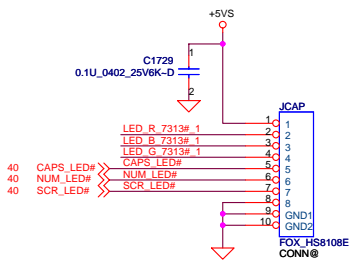 +5VS
1
C1729
0.1U_0402_25V6K~D
2
JCAP
1 1
LED_R_7313#_1 2 2
LED_B_7313#_1 3 3
LED_G_7313#_1 4 4
40 CAPS_LED# CAPS_LED# 5 5
40 NUM_LED# NUM_LED# 6 6
40 SCR_LED# SCR_LED# 7 7
8 8
9 GND1
10 GND2
FOX_HS8108E
CONN@